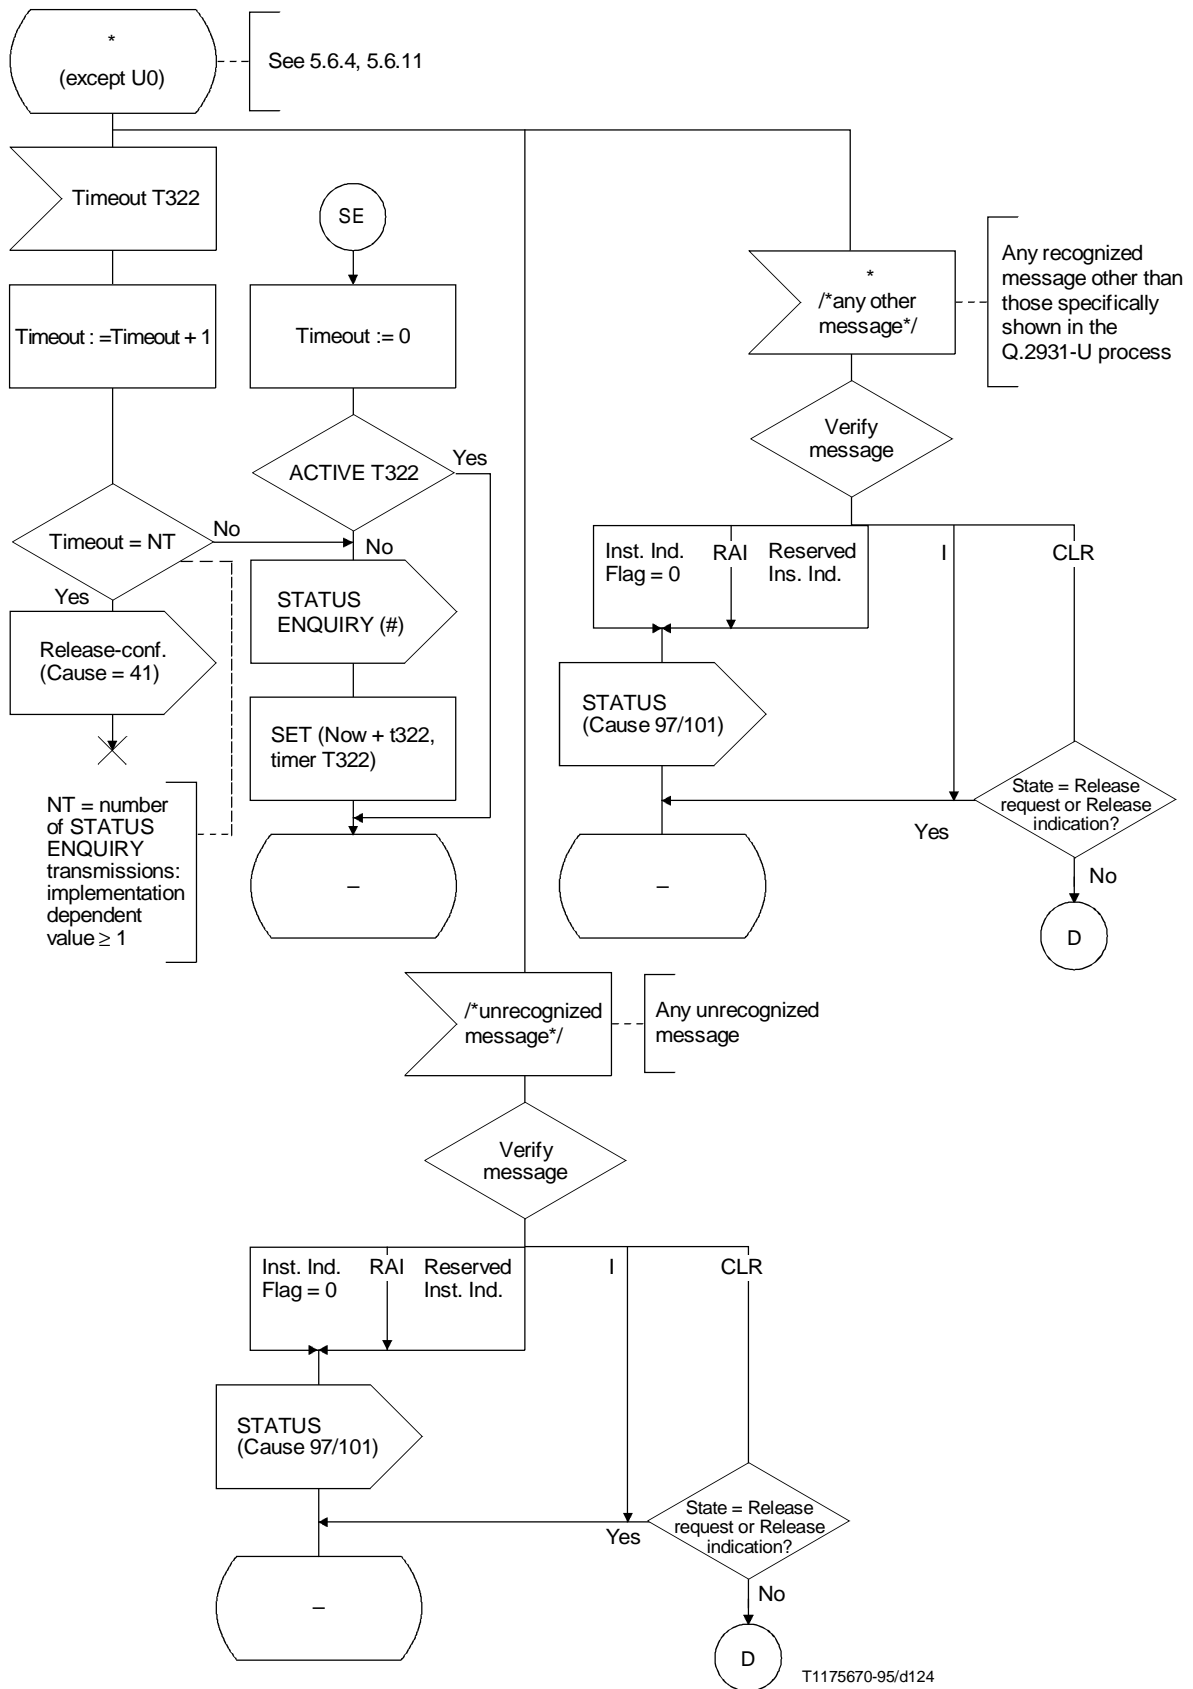 *
(except U0)
See 5.6.4, 5.6.11
Timeout T322
SE
*
/*any other
message*/
Any recognized
message other than
those specifically
shown in the
Q.2931-U process
Timeout : =Timeout + 1
Timeout := 0
Verify
message
ACTIVE T322
Yes
Timeout = NT
No
No
Yes
Inst. Ind.
Flag = 0
RAI
Reserved
Ins. Ind.
I
CLR
STATUS
ENQUIRY (#)
Release-conf.
(Cause = 41)
STATUS
(Cause 97/101)
SET (Now + t322,
timer T322)
State = Release
request or Release
indication?
Yes
No
NT = number
of STATUS
ENQUIRY
transmissions:
implementation
dependent
value ≥ 1
–
–
D
/*unrecognized
message*/
Any unrecognized
message
Verify
message
Inst. Ind.
Flag = 0
RAI
Reserved
Inst. Ind.
I
CLR
STATUS
(Cause 97/101)
State = Release
request or Release
indication?
Yes
No
–
D
T1175670-95/d124